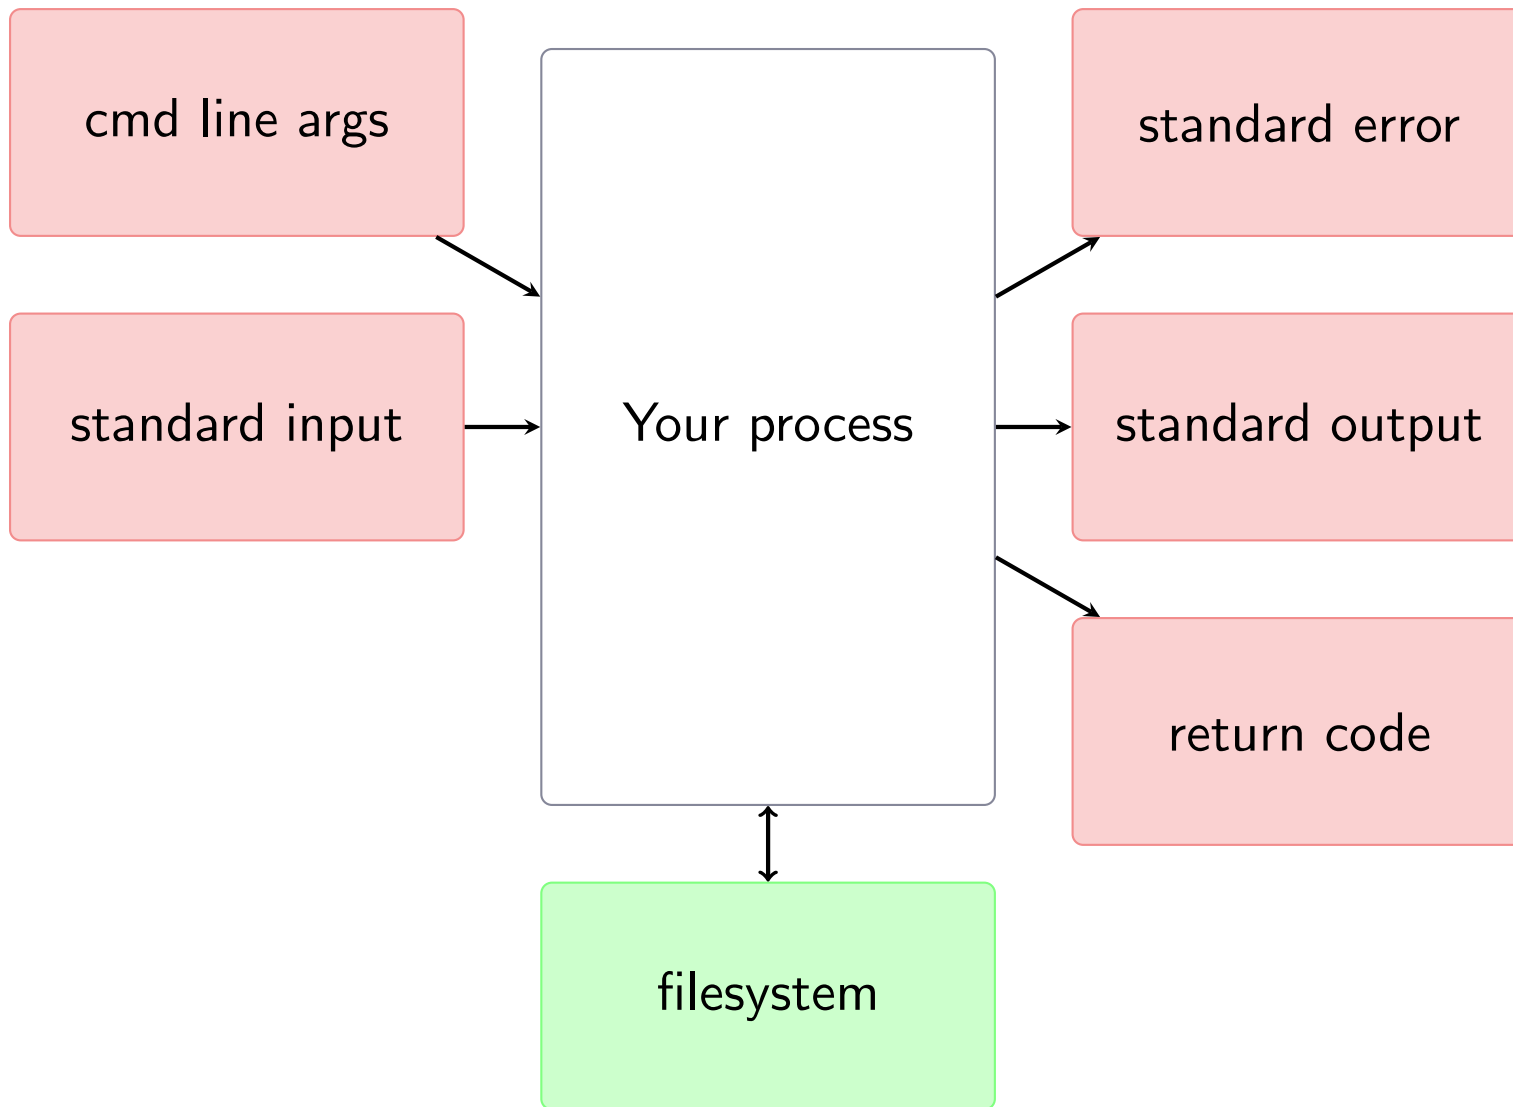 cmd line args
standard error
standard input
Your process
standard output
return code
filesystem